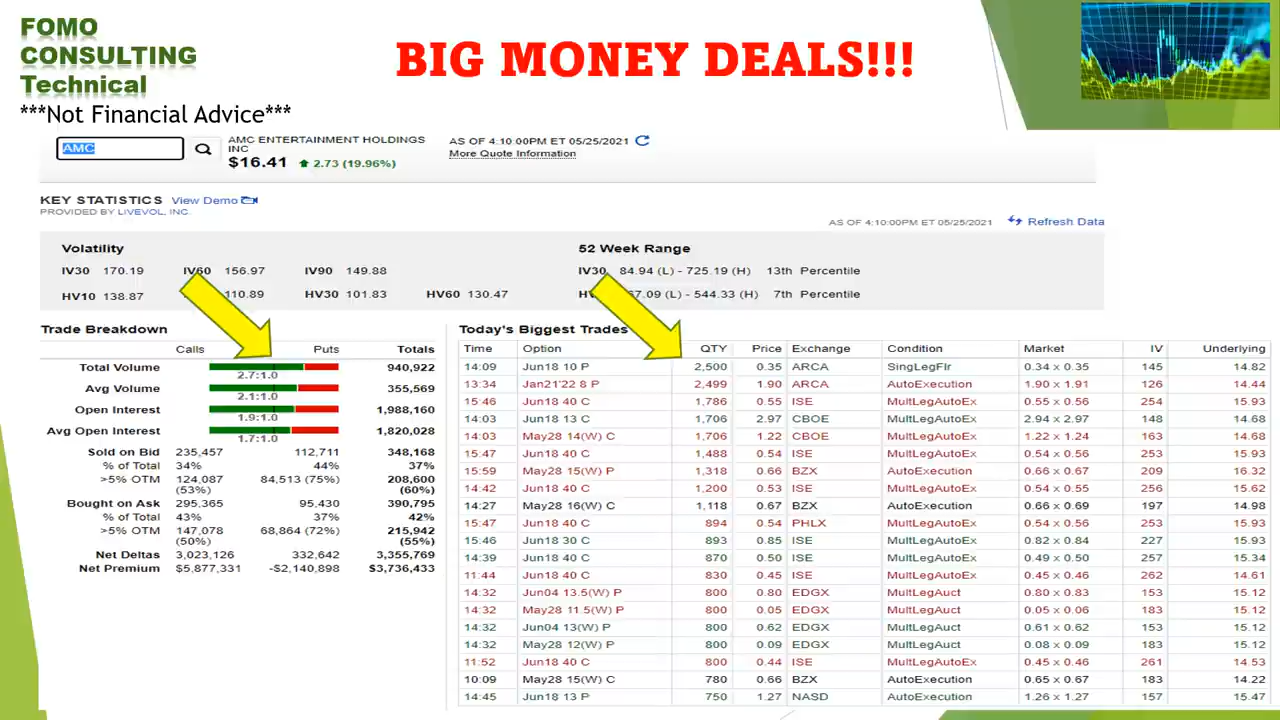 FOMO
CONSULTING
Technical
***Not Financial Advice***
BIG MONEY DEALS!!!
AMC
AMC ENTERTAINMENT HOLDINGS
INC
$16.41 2.73 (19.96%)
AS OF 4:10:00PM ET 05/25/2021
More Quote Information
KEY STATISTICS View Demo
PROVIDED BY LIVEVOL, INC.
AS OF 4:10:00PM ET 05/25/2021 Refresh Data
Volatility
IV30 170.19 IV60 156.97 IV90 149.88
HV10 138.87 110.89 HV30 101.83 HV60 130.47
52 Week Range
IV30 84.94 (L) - 725.19 (H) 13th Percentile
7.09 (L) - 544.33 (H) 7th Percentile
Trade Breakdown
Calls Puts Totals
Total Volume 940,922
2.7:1.0
Avg Volume 355,569
2.1:1.0
Open Interest 1,988,160
1.9:1.0
Avg Open Interest 1,820,028
1.7:1.0
Sold on Bid 235,457 112,711 348,168
% of Total 34% 44% 37%
>5% OTM 124,087 84,513 (75%) 208,600
(53%) (60%)
Bought on Ask 295,365 95,430 390,795
% of Total 43% 37% 42%
>5% OTM 147,078 68,864 (72%) 215,942
(50%) (55%)
Net Deltas 3,023,126 332,642 3,355,769
Net Premium $5,877,331 -$2,140,898 $3,736,433
Today's Biggest Trades
Time Option QTY Price Exchange Condition Market IV Underlying
14:09 Jun18 10 P 2,500 0.35 ARCA SingLegFlr 0.34 x 0.35 145 14.82
13:34 Jan21'22 8 P 2,499 1.90 ARCA AutoExecution 1.90 x 1.91 126 14.44
15:46 Jun18 40 C 1,786 0.55 ISE MultLegAutoEx 0.55 x 0.56 254 15.93
14:03 Jun18 13 C 1,706 2.97 CBOE MultLegAutoEx 2.94 x 2.97 148 14.68
14:03 May28 14(W) C 1,706 1.22 CBOE MultLegAutoEx 1.22 x 1.24 163 14.68
15:47 Jun18 40 C 1,488 0.54 ISE MultLegAutoEx 0.54 x 0.56 253 15.93
15:59 May28 15(W) P 1,318 0.66 BZX AutoExecution 0.66 x 0.67 209 16.32
14:42 Jun18 40 C 1,200 0.53 ISE MultLegAutoEx 0.54 x 0.55 256 15.62
14:27 May28 16(W) C 1,118 0.67 BZX AutoExecution 0.66 x 0.69 197 14.98
15:47 Jun18 40 C 894 0.54 PHLX MultLegAutoEx 0.54 x 0.56 253 15.93
15:46 Jun18 30 C 893 0.85 ISE MultLegAutoEx 0.82 x 0.84 227 15.93
14:39 Jun18 40 C 870 0.50 ISE MultLegAutoEx 0.49 x 0.50 257 15.34
11:44 Jun18 40 C 830 0.45 ISE MultLegAutoEx 0.45 x 0.46 262 14.61
14:32 Jun04 13.5(W) P 800 0.80 EDGX MultLegAuct 0.80 x 0.83 153 15.12
14:32 May28 11.5(W) P 800 0.05 EDGX MultLegAuct 0.05 x 0.06 183 15.12
14:32 Jun04 13(W) P 800 0.62 EDGX MultLegAuct 0.61 x 0.62 153 15.12
14:32 May28 12(W) P 800 0.09 EDGX MultLegAuct 0.08 x 0.09 183 15.12
11:52 Jun18 40 C 800 0.44 ISE MultLegAutoEx 0.45 x 0.46 261 14.53
10:09 May28 15(W) C 780 0.66 BZX AutoExecution 0.65 x 0.67 183 14.22
14:45 Jun18 13 P 750 1.27 NASD AutoExecution 1.26 x 1.27 157 15.47